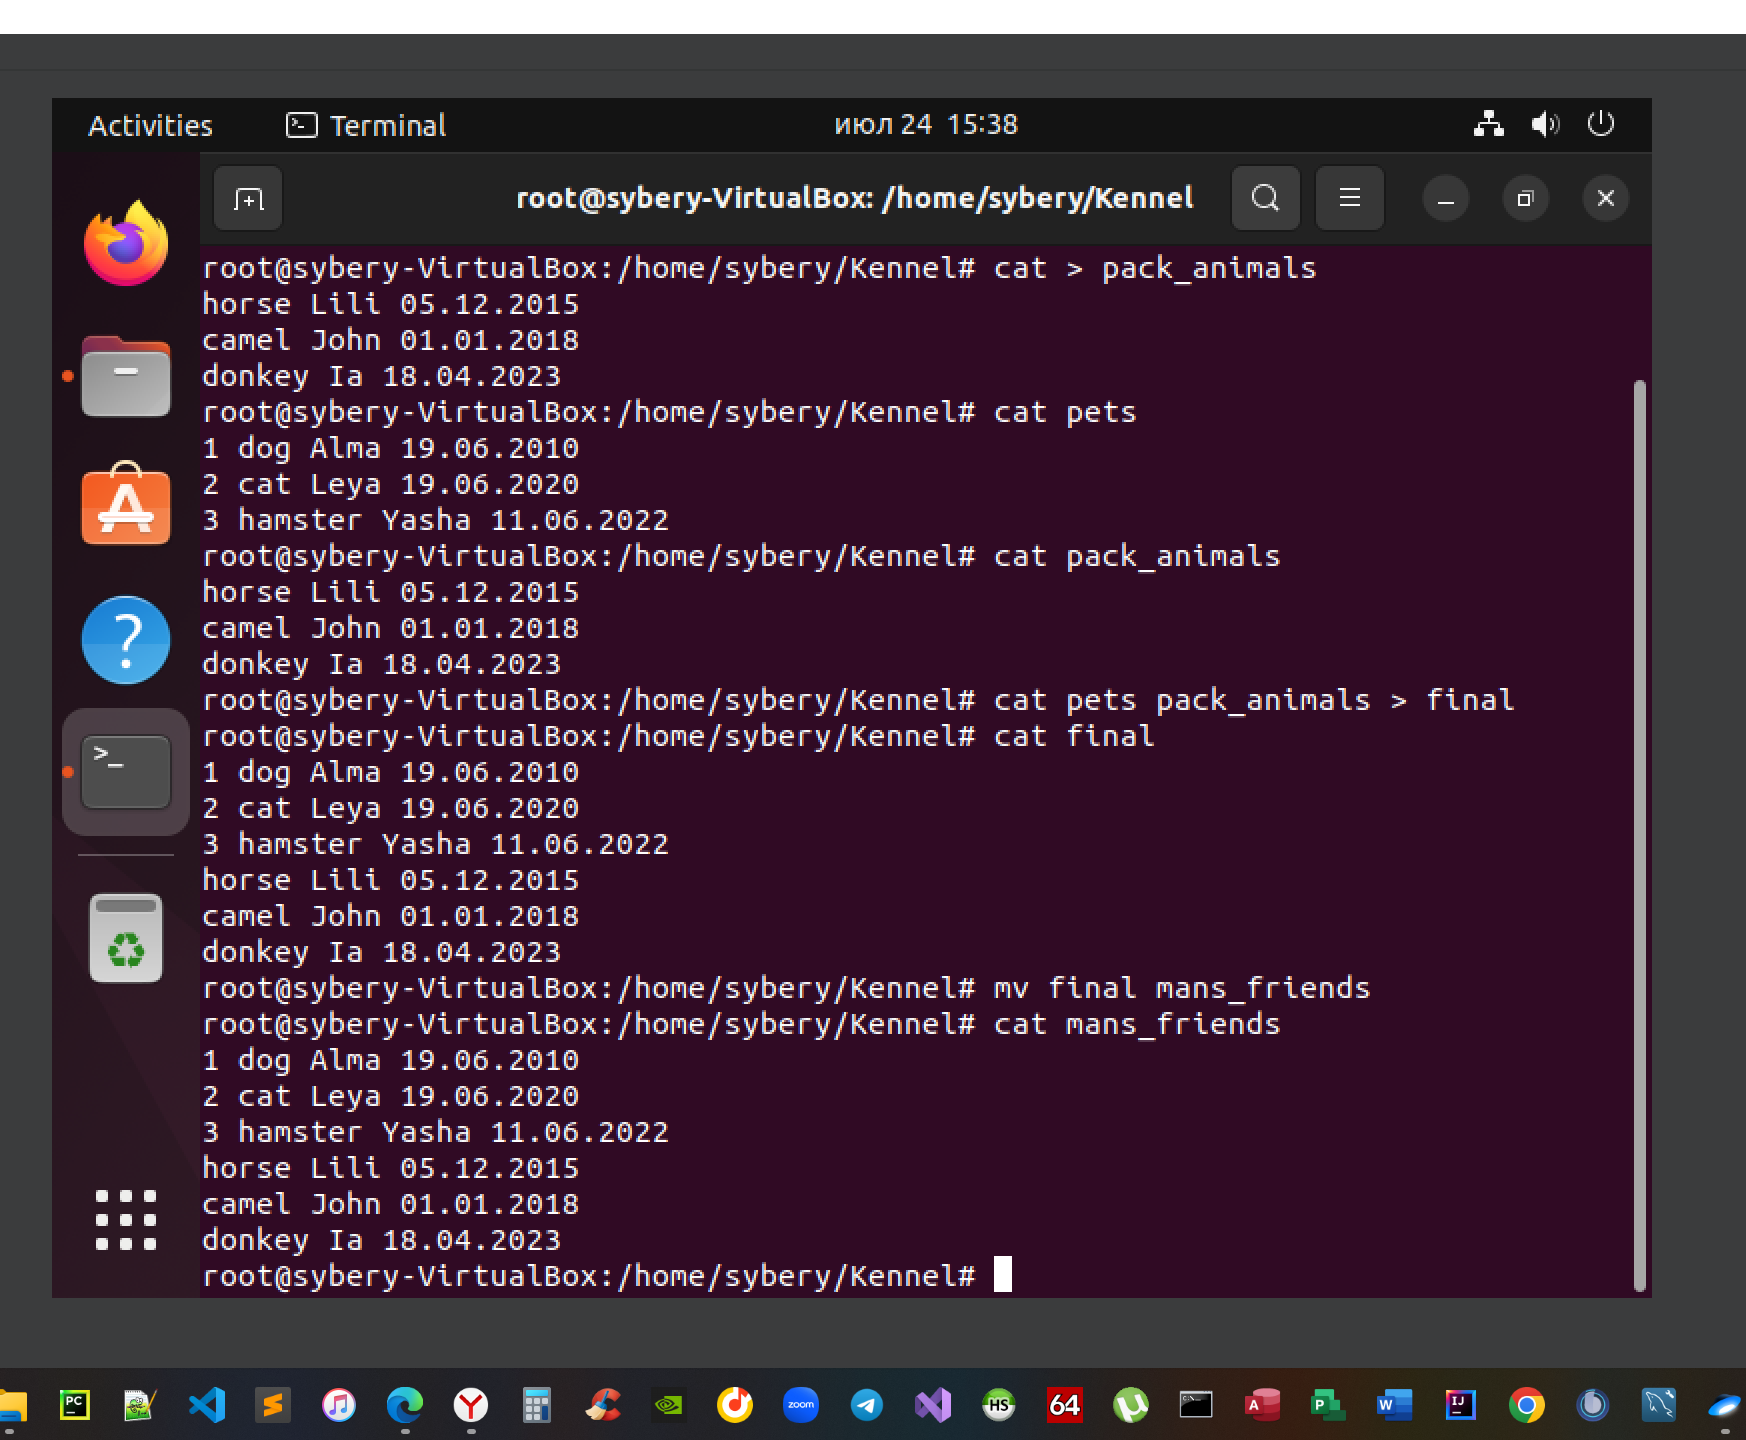 Activities
Terminal
июл 24 15:38
root@sybery-VirtualBox: /home/sybery/Kennel
root@sybery-VirtualBox:/home/sybery/Kennel# cat > pack_animals
horse Lili 05.12.2015
camel John 01.01.2018
donkey Ia 18.04.2023
root@sybery-VirtualBox:/home/sybery/Kennel# cat pets
1 dog Alma 19.06.2010
2 cat Leya 19.06.2020
3 hamster Yasha 11.06.2022
root@sybery-VirtualBox:/home/sybery/Kennel# cat pack_animals
horse Lili 05.12.2015
camel John 01.01.2018
donkey Ia 18.04.2023
root@sybery-VirtualBox:/home/sybery/Kennel# cat pets pack_animals > final
root@sybery-VirtualBox:/home/sybery/Kennel# cat final
1 dog Alma 19.06.2010
2 cat Leya 19.06.2020
3 hamster Yasha 11.06.2022
horse Lili 05.12.2015
camel John 01.01.2018
donkey Ia 18.04.2023
root@sybery-VirtualBox:/home/sybery/Kennel# mv final mans_friends
root@sybery-VirtualBox:/home/sybery/Kennel# cat mans_friends
1 dog Alma 19.06.2010
2 cat Leya 19.06.2020
3 hamster Yasha 11.06.2022
horse Lili 05.12.2015
camel John 01.01.2018
donkey Ia 18.04.2023
root@sybery-VirtualBox:/home/sybery/Kennel#
PC
zoom
HS
64
A
P
W
IJ